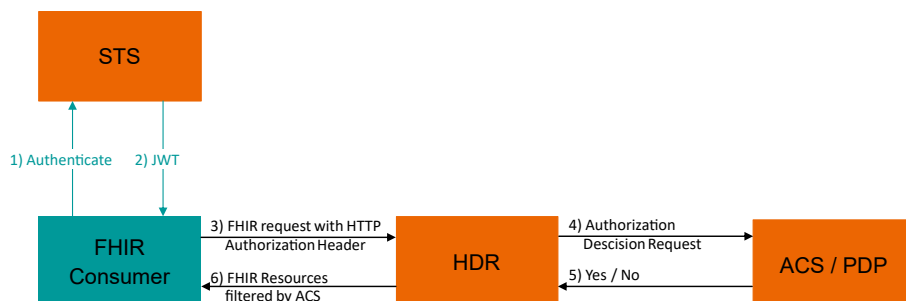 STS
1) Authenticate
2) JWT
3) FHIR request with HTTP
Authorization Header
4) Authorization
Descision Request
FHIR
Consumer
HDR
ACS / PDP
6) FHIR Resources
filtered by ACS
5) Yes / No